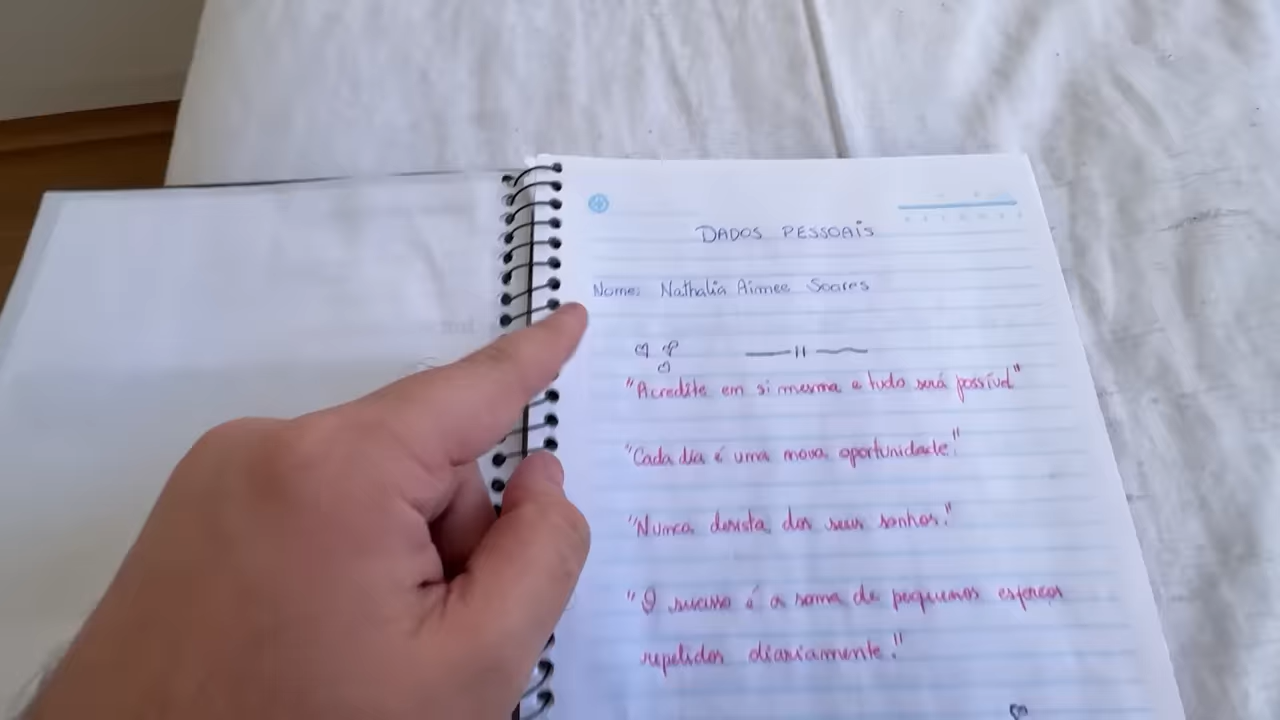 DADOS PESSOAIS
Nome: Nathalia Aimee Soares
"Acredite em si mesma e tudo será possível"
"Cada dia é uma nova oportunidade!"
"Nunca desista dos seus sonhos!"
"O sucesso é a soma de pequenos esforços
repetidos diariamente."